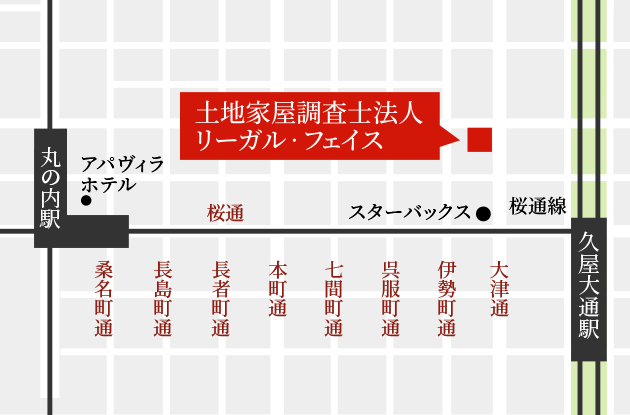 土地家屋調査士法人
リーガル・フェイス
丸の内駅
アパヴィラ
ホテル
桜通
スターバックス
桜通線
久屋大通駅
桑名町通
長島町通
長者町通
本町通
七間町通
呉服町通
伊勢町通
大津通